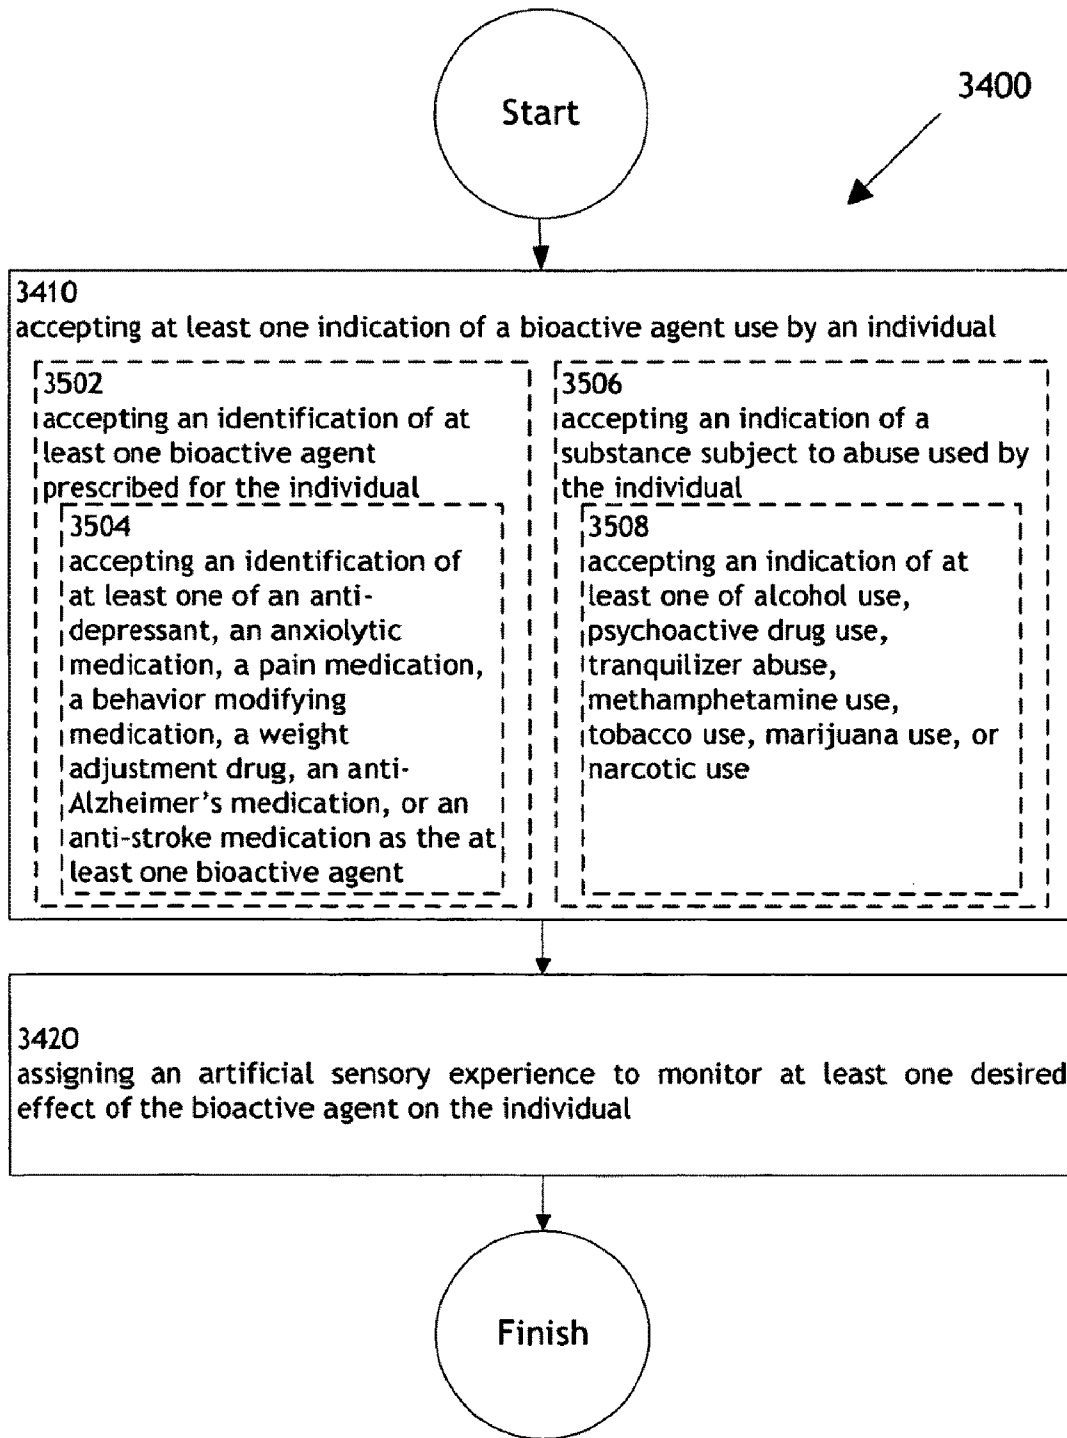 Start
3400
3410
accepting at least one indication of a bioactive agent use by an individual
3502
accepting an identification of at
least one bioactive agent
prescribed for the individual
3504
accepting an identification of
at least one of an anti-
depressant, an anxiolytic
medication, a pain medication,
a behavior modifying
medication, a weight
adjustment drug, an anti-
Alzheimer's medication, or an
anti-stroke medication as the at
least one bioactive agent
3506
accepting an indication of a
substance subject to abuse used by
the individual
3508
accepting an indication of at
least one of alcohol use,
psychoactive drug use,
tranquilizer abuse,
methamphetamine use,
tobacco use, marijuana use, or
narcotic use
3420
assigning an artificial sensory experience to monitor at least one desired
effect of the bioactive agent on the individual
Finish